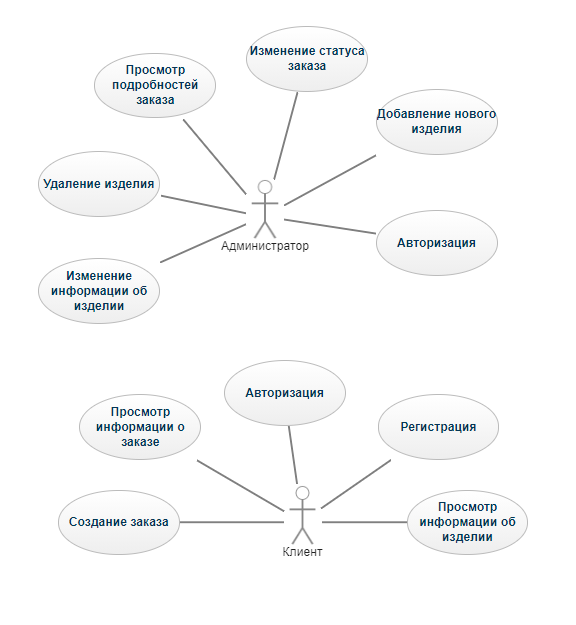 Изменение статуса
заказа
Просмотр
подробностей
заказа
Добавление нового
изделия
Удаление изделия
Авторизация
Администратор
Изменение
информации об
изделии
Авторизация
Просмотр
информации о
заказе
Регистрация
Создание заказа
Просмотр
информации об
изделии
Клиент